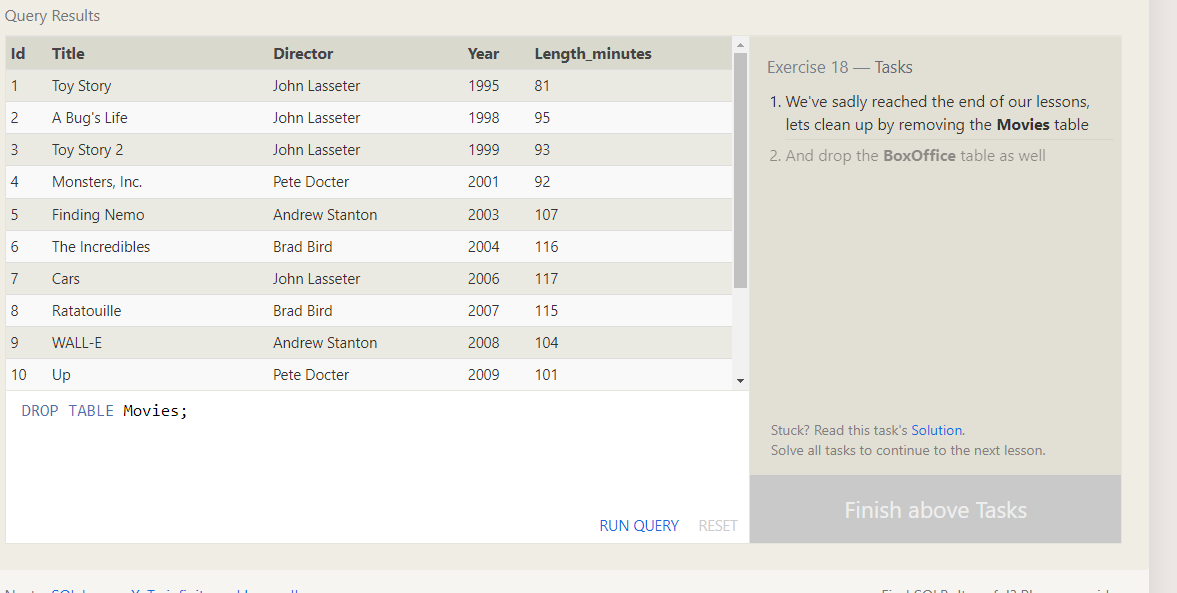 Query Results
Id Title Director Year Length_minutes
1 Toy Story John Lasseter 1995 81
2 A Bug's Life John Lasseter 1998 95
3 Toy Story 2 John Lasseter 1999 93
4 Monsters, Inc. Pete Docter 2001 92
5 Finding Nemo Andrew Stanton 2003 107
6 The Incredibles Brad Bird 2004 116
7 Cars John Lasseter 2006 117
8 Ratatouille Brad Bird 2007 115
9 WALL-E Andrew Stanton 2008 104
10 Up Pete Docter 2009 101
DROP TABLE Movies;
RUN QUERY RESET
Exercise 18 — Tasks
1. We've sadly reached the end of our lessons,
lets clean up by removing the Movies table
2. And drop the BoxOffice table as well
Stuck? Read this task's Solution.
Solve all tasks to continue to the next lesson.
Finish above Tasks